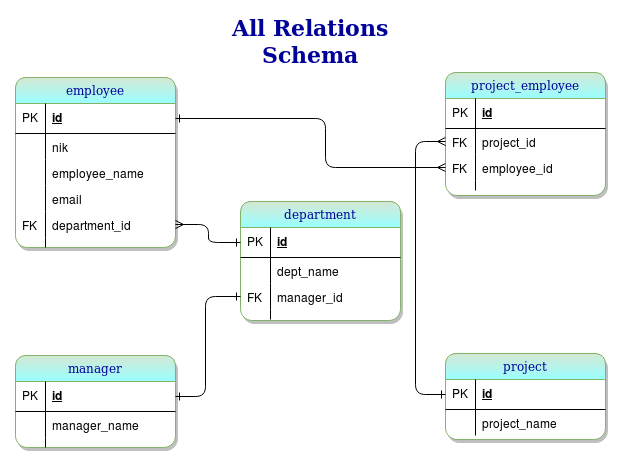 All Relations
Schema
employee
PK id
nik
employee_name
email
FK department_id
project_employee
PK id
FK project_id
FK employee_id
department
PK id
dept_name
FK manager_id
manager
PK id
manager_name
project
PK id
project_name